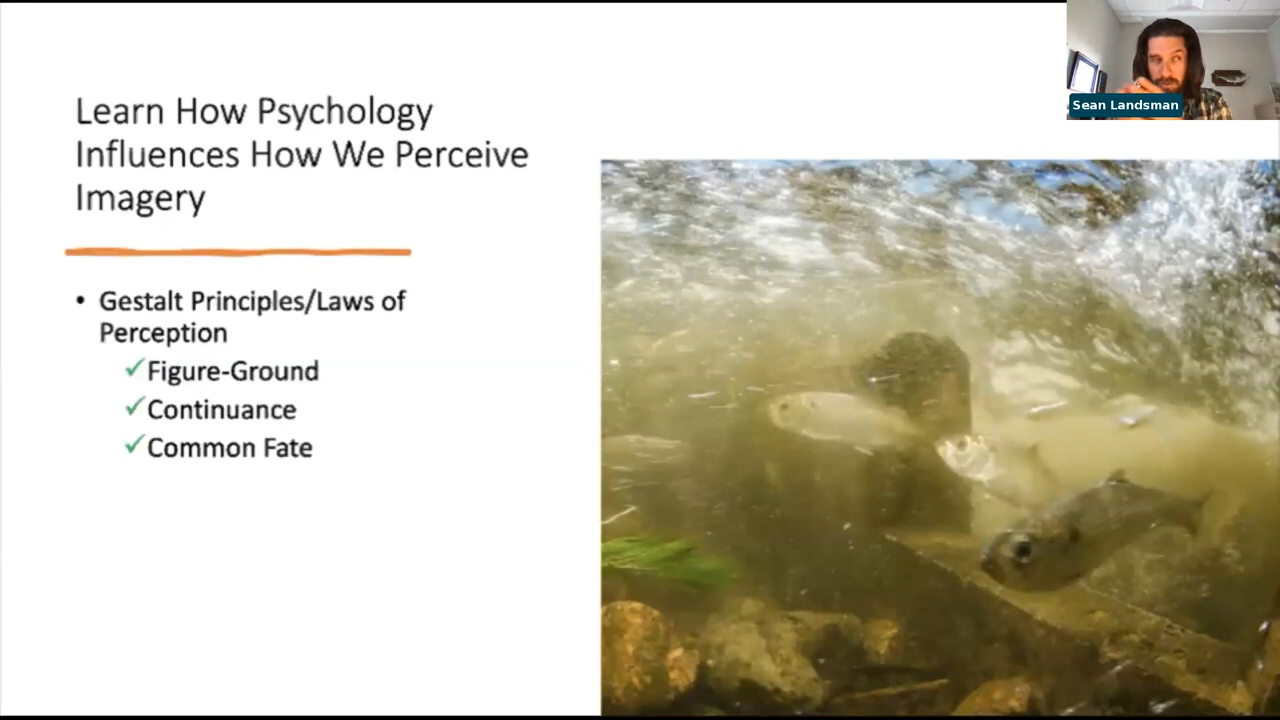 Sean Landsman
Learn How Psychology
Influences How We Perceive
Imagery
• Gestalt Principles/Laws of
Perception
✓Figure-Ground
✓Continuance
✓Common Fate